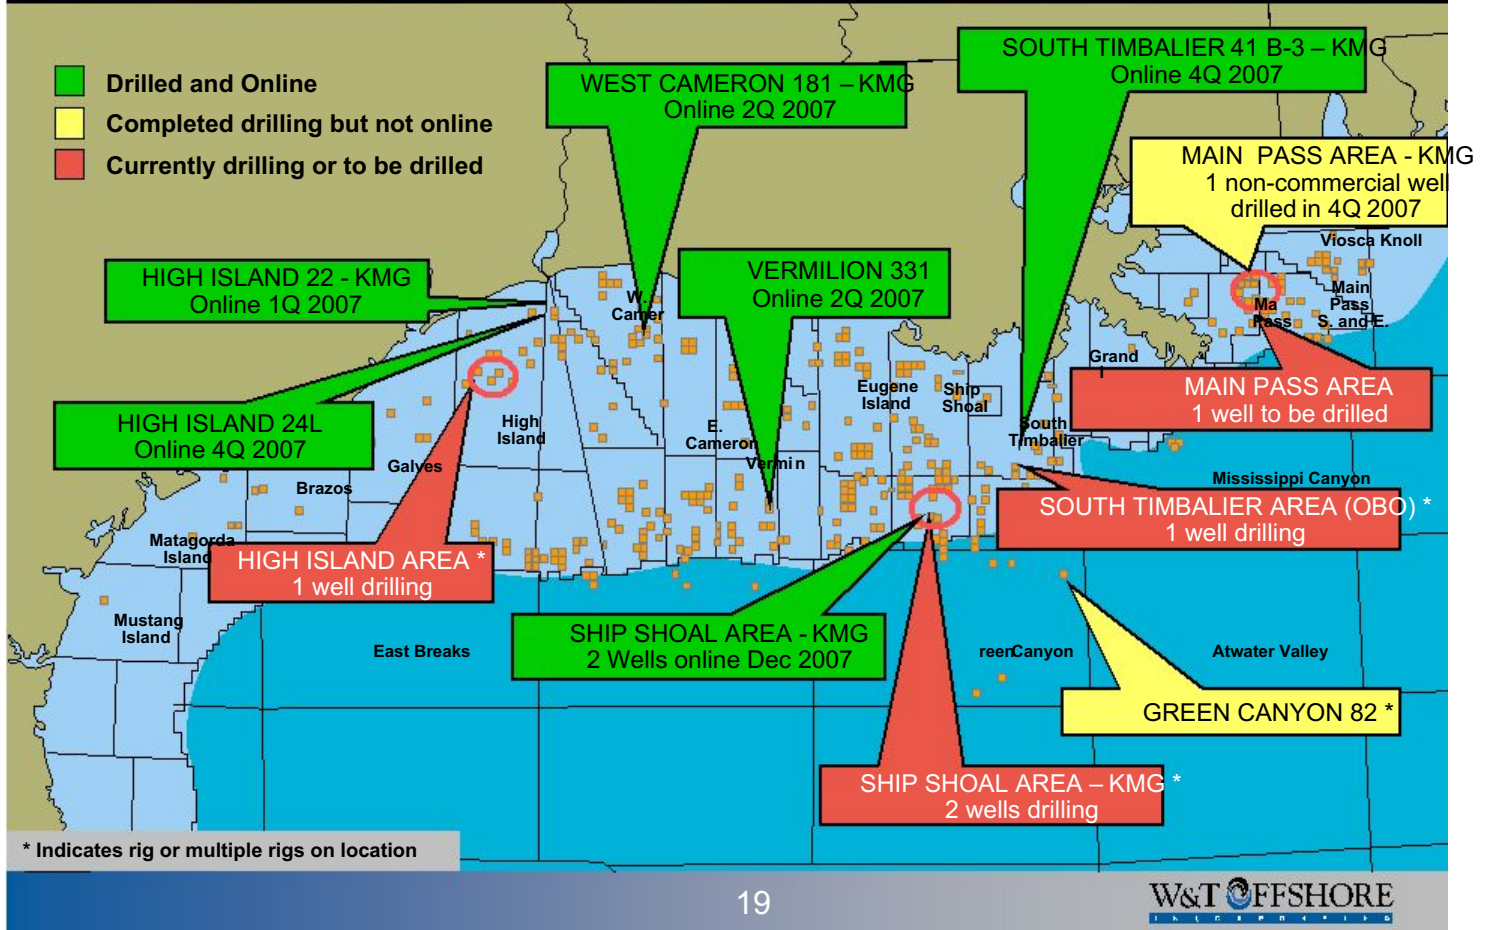 SOUTH TIMBALIER 41 B-3 – KMG
Online 4Q 2007
WEST CAMERON 181 – KMG
Online 2Q 2007
Drilled and Online
Completed drilling but not online
Currently drilling or to be drilled
MAIN PASS AREA - KMG
1 non-commercial well
drilled in 4Q 2007
Viosca Knoll
HIGH ISLAND 22 - KMG
Online 1Q 2007
VERMILION 331
Online 2Q 2007
W.
Camer
Main
Pass
S. and E.
Ma
Pass
Grand
I
MAIN PASS AREA
1 well to be drilled
Eugene
Island
Ship
Shoal
HIGH ISLAND 24L
Online 4Q 2007
High
Island
E.
Cameron
South
Timbalier
Vermin
Galves
Brazos
Mississippi Canyon
SOUTH TIMBALIER AREA (OBO) *
1 well drilling
Matagorda
Island
HIGH ISLAND AREA *
1 well drilling
Mustang
Island
SHIP SHOAL AREA - KMG
2 Wells online Dec 2007
East Breaks
reenCanyon
Atwater Valley
GREEN CANYON 82 *
SHIP SHOAL AREA – KMG *
2 wells drilling
* Indicates rig or multiple rigs on location
19
W&T OFFSHORE
INCORPORATED